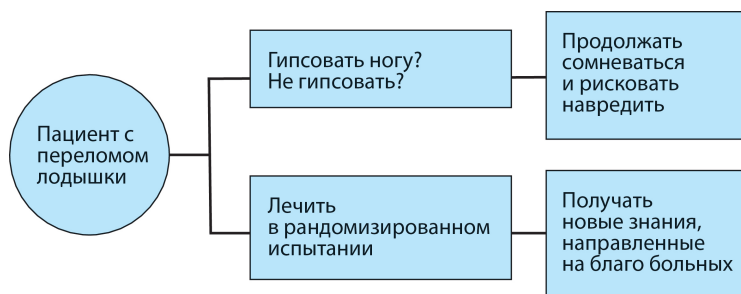 Пациент с
переломом
лодышки
Гипсовать ногу?
Не гипсовать?
Продолжать
сомневаться
и рисковать
навредить
Лечить
в рандомизированном
испытании
Получать
новые знания,
направленные
на благо больных